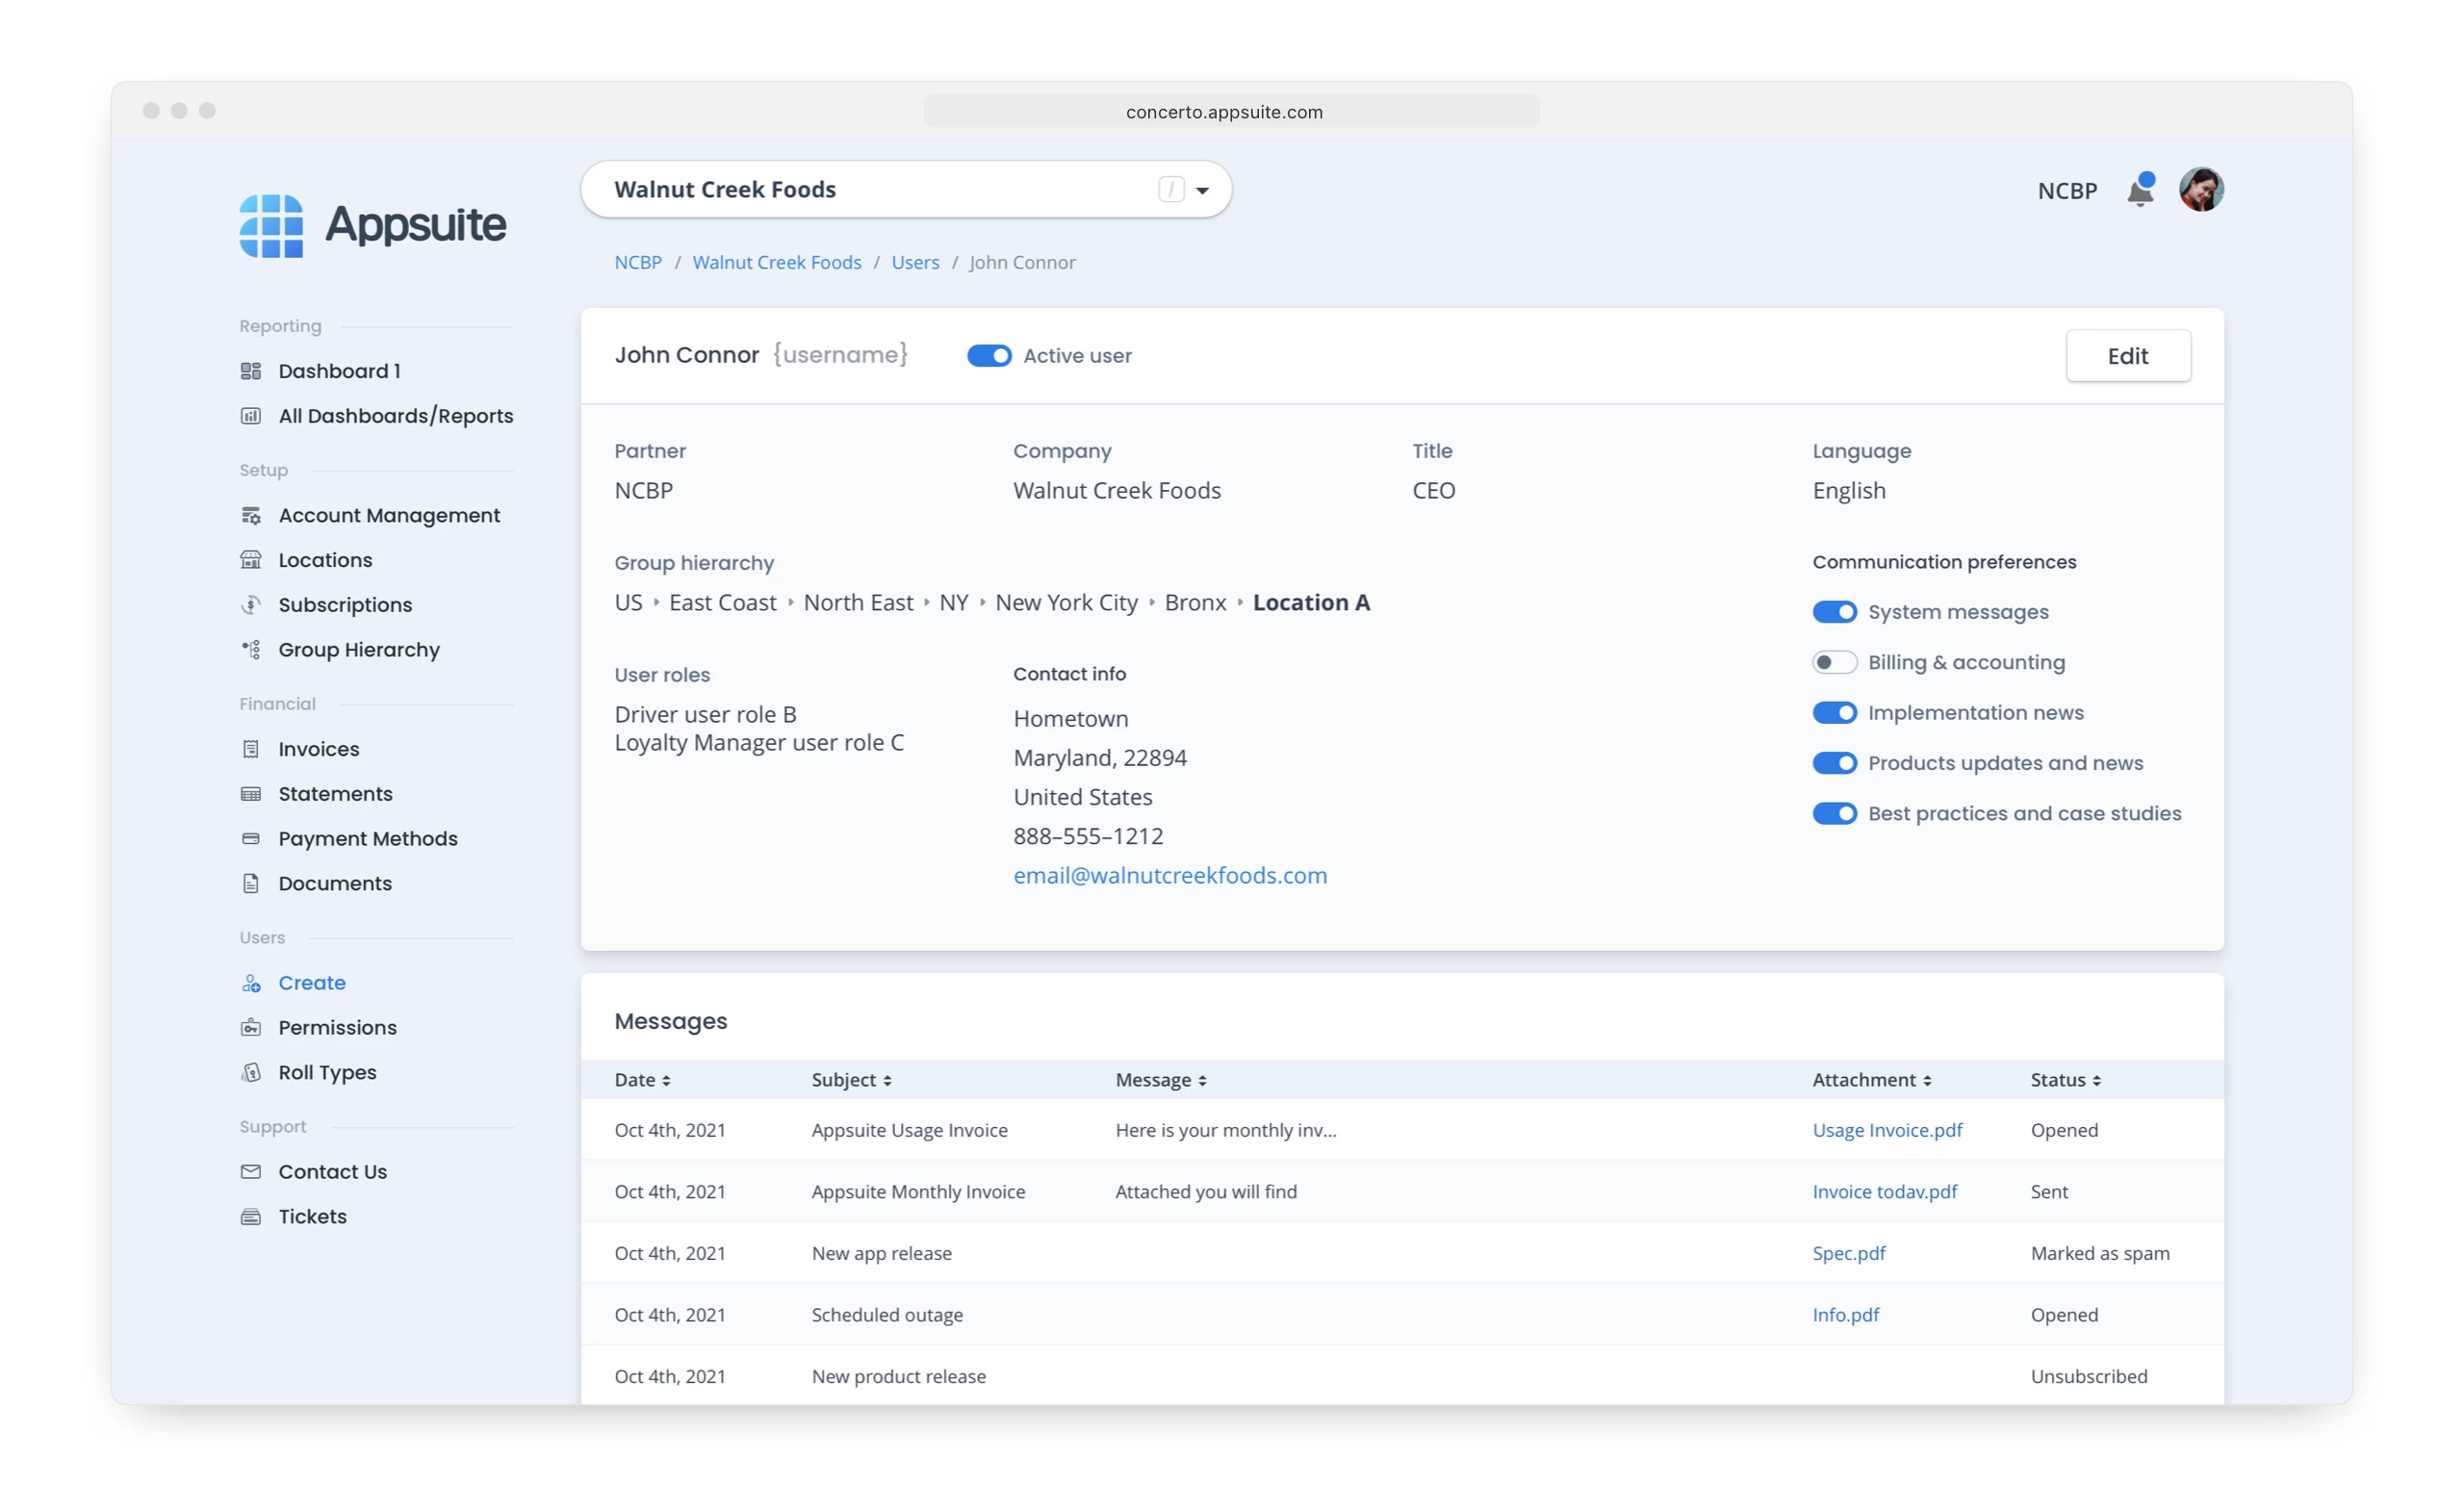 concerto.appsuite.com
Appsuite
Walnut Creek Foods /
NCBP
NCBP / Walnut Creek Foods / Users / John Connor
Reporting
Dashboard 1
All Dashboards/Reports
Setup
Account Management
Locations
Subscriptions
Group Hierarchy
Financial
Invoices
Statements
Payment Methods
Documents
Users
Create
Permissions
Roll Types
Support
Contact Us
Tickets
John Connor {username} Active user Edit
Partner Company Title Language
NCBP Walnut Creek Foods CEO English
Group hierarchy
US East Coast North East NY New York City Bronx Location A
User roles
Driver user role B
Loyalty Manager user role C
Contact info
Hometown
Maryland, 22894
United States
888–555–1212
email@walnutcreekfoods.com
Communication preferences
System messages
Billing & accounting
Implementation news
Products updates and news
Best practices and case studies
Messages
Date Subject Message Attachment Status
Oct 4th, 2021 Appsuite Usage Invoice Here is your monthly inv... Usage Invoice.pdf Opened
Oct 4th, 2021 Appsuite Monthly Invoice Attached you will find Invoice todav.pdf Sent
Oct 4th, 2021 New app release Spec.pdf Marked as spam
Oct 4th, 2021 Scheduled outage Info.pdf Opened
Oct 4th, 2021 New product release Unsubscribed